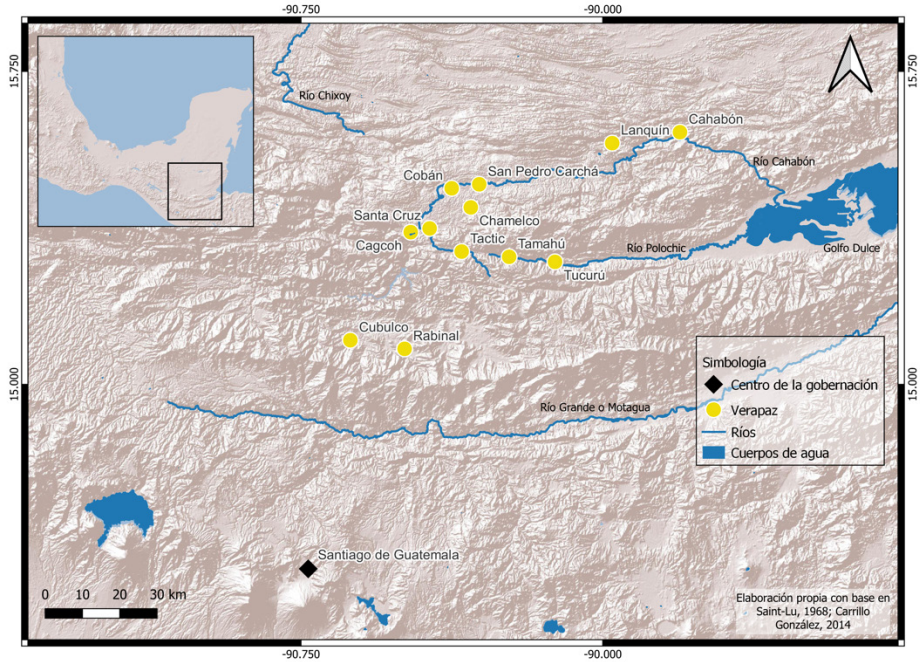 -90.750
-90.000
15.750
15.750
Río Chixoy
Lanquín
Cahabón
Río Cahabón
Cobán
San Pedro Carchá
Chamelco
Santa Cruz
Cagcoh
Tactic
Tamahú
Río Polochic
Golfo Dulce
Tucurú
Cubulco
Rabinal
15.000
15.000
Simbología
Centro de la gobernación
Verapaz
Ríos
Cuerpos de agua
Río Grande o Motagua
Santiago de Guatemala
0 10 20 30 km
Elaboración propia con base en
Saint-Lu, 1968; Carrillo
González, 2014
-90.750
-90.000